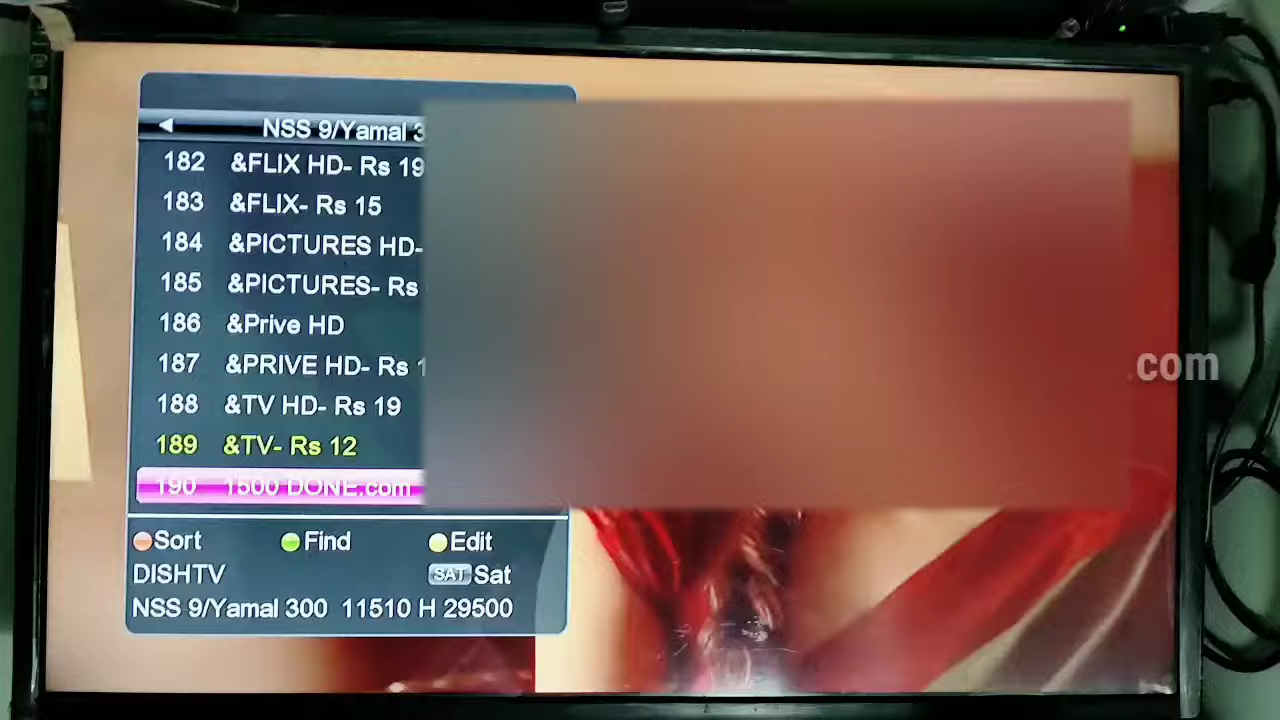 NSS 9/Yamal 3
182 &FLIX HD- Rs 19
183 &FLIX- Rs 15
184 &PICTURES HD-
185 &PICTURES- Rs
186 &Prive HD
187 &PRIVE HD- Rs 1
188 &TV HD- Rs 19
189 &TV- Rs 12
190 1500 DONE.com
.com
Sort Find Edit
DISHTV SAT Sat
NSS 9/Yamal 300 11510 H 29500